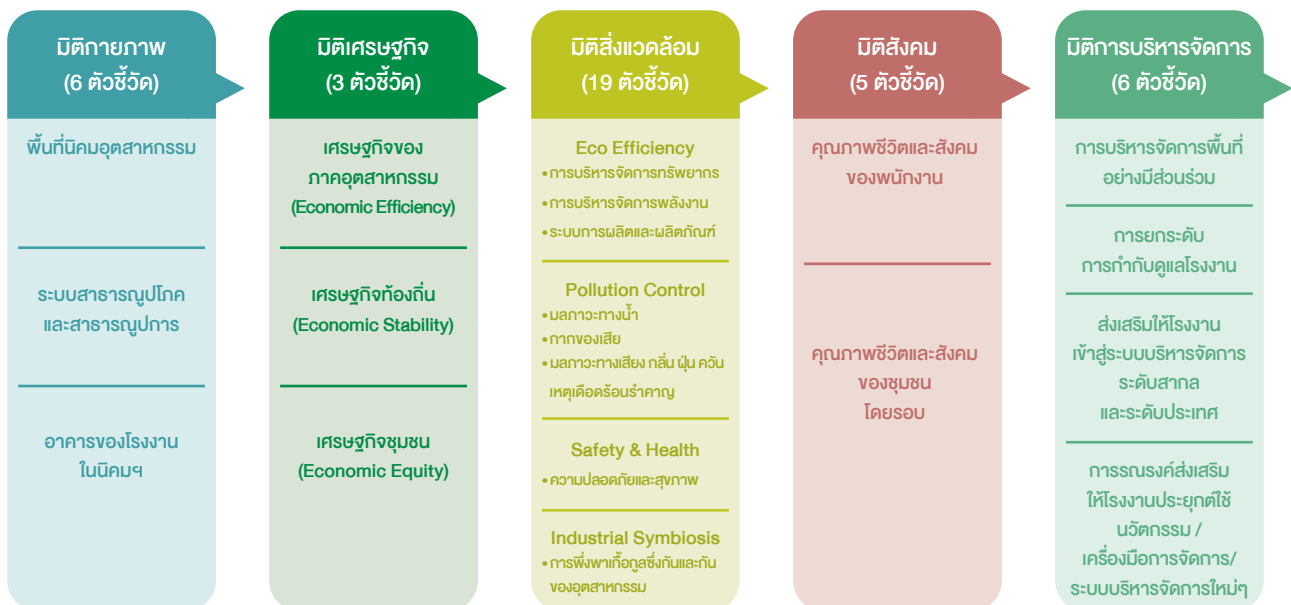 มิติกายภาพ
(6 ตัวชี้วัด)
พื้นที่นิคมอุตสาหกรรม
ระบบสาธารณูปโภค
และสาธารณูปการ
อาคารของโรงงาน
ในนิคมฯ
มิติเศรษฐกิจ
(3 ตัวชี้วัด)
เศรษฐกิจของ
ภาคอุตสาหกรรม
(Economic Efficiency)
เศรษฐกิจท้องถิ่น
(Economic Stability)
เศรษฐกิจชุมชน
(Economic Equity)
มิติสิ่งแวดล้อม
(19 ตัวชี้วัด)
Eco Efficiency
•การบริหารจัดการทรัพยากร
•การบริหารจัดการพลังงาน
•ระบบการผลิตและผลิตภัณฑ์
Pollution Control
•มลภาวะทางน้ำ
•กากของเสีย
•มลภาวะทางเสียง กลิ่น ฝุ่น ควัน
เหตุเดือดร้อนรำคาญ
Safety & Health
•ความปลอดภัยและสุขภาพ
Industrial Symbiosis
•การพึ่งพาเกื้อกูลซึ่งกันและกัน
ของอุตสาหกรรม
มิติสังคม
(5 ตัวชี้วัด)
คุณภาพชีวิตและสังคม
ของพนักงาน
คุณภาพชีวิตและสังคม
ของชุมชน
โดยรอบ
มิติการบริหารจัดการ
(6 ตัวชี้วัด)
การบริหารจัดการพื้นที่
อย่างมีส่วนร่วม
การยกระดับ
การกำกับดูแลโรงงาน
ส่งเสริมให้โรงงาน
เข้าสู่ระบบบริหารจัดการ
ระดับสากล
และระดับประเทศ
การรณรงค์ส่งเสริม
ให้โรงงานประยุกต์ใช้
นวัตกรรม /
เครื่องมือการจัดการ/
ระบบบริหารจัดการใหม่ๆ